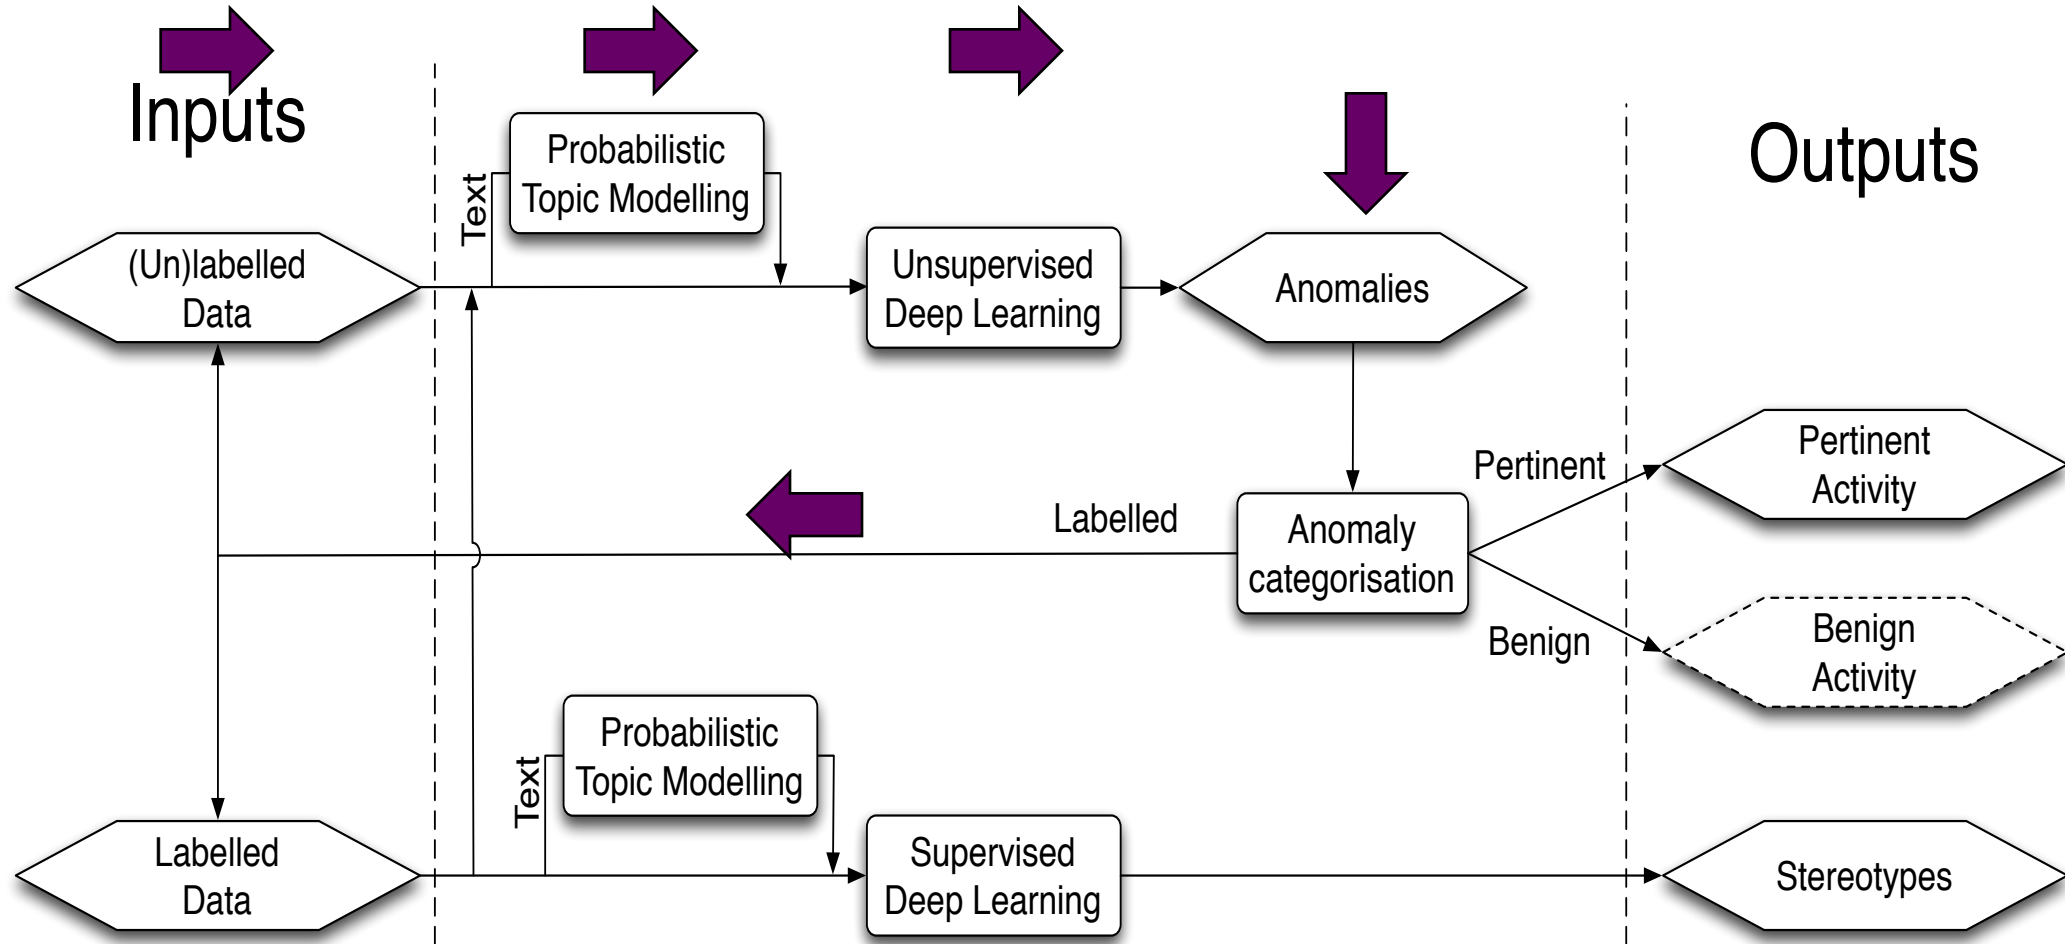 Inputs
Outputs
Text
Probabilistic
Topic Modelling
(Un)labelled
Data
Unsupervised
Deep Learning
Anomalies
Pertinent
Pertinent
Activity
Labelled
Anomaly
categorisation
Benign
Benign
Activity
Text
Probabilistic
Topic Modelling
Labelled
Data
Supervised
Deep Learning
Stereotypes